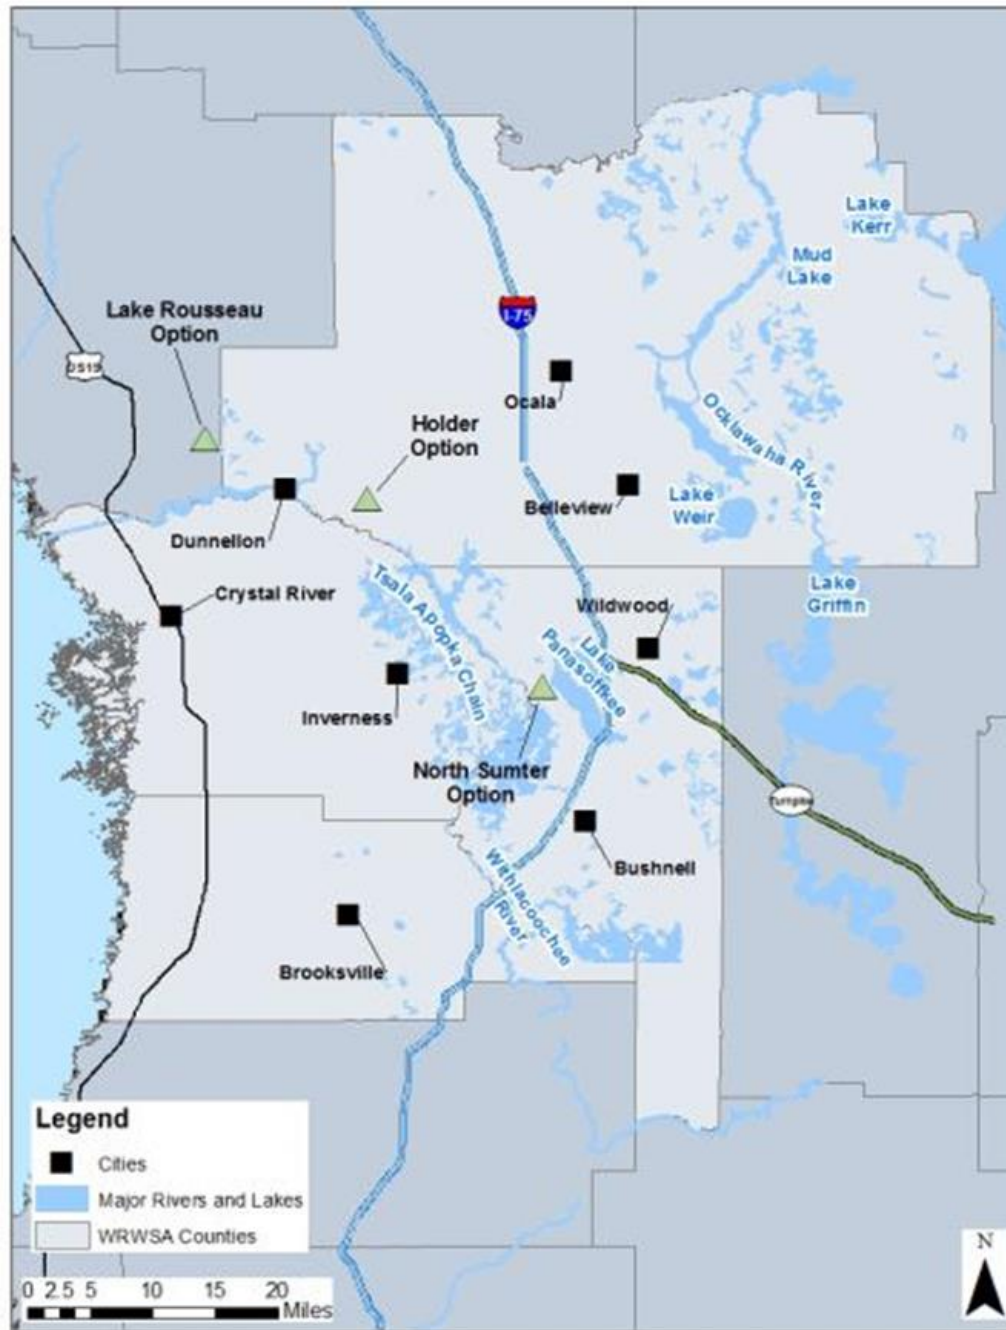 Lake
Kerr
Mud
Lake
Lake Rousseau
Option
I-75
US19
Ocala
Holder
Option
Ocklawaha River
Belleview
Lake
Weir
Dunnellon
Lake
Griffin
Crystal River
Tsala Apopka Chain
Wildwood
Lake
Panasoffkee
Inverness
North Sumter
Option
Turnpike
Bushnell
Withlacoochee
River
Brooksville
Legend
Cities
Major Rivers and Lakes
WRWSA Counties
N
0 2.5 5 10 15 20
Miles